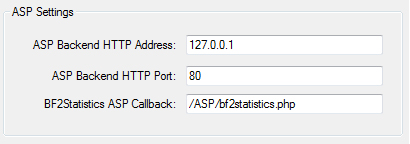 ASP Settings
ASP Backend HTTP Address: 127.0.0.1
ASP Backend HTTP Port: 80
BF2Statistics ASP Callback: /ASP/bf2statistics.php